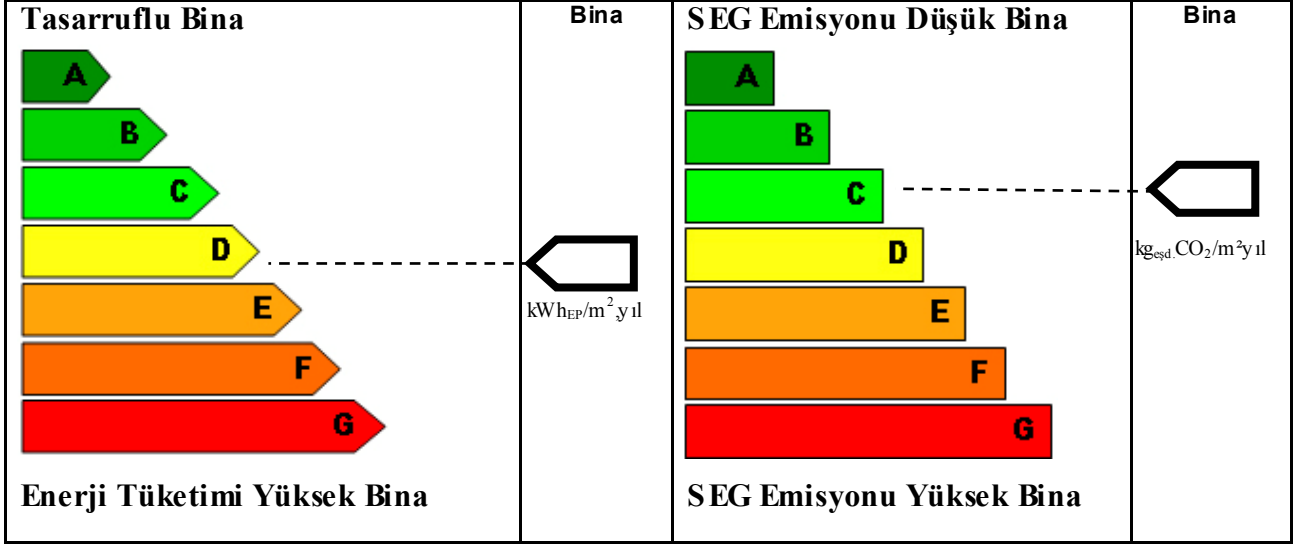 Tasarruflu Bina
A
B
C
D
E
F
G
Enerji Tüketimi Yüksek Bina
Bina
kWhEP/m²,yıl
SEG Emisyonu Düşük Bina
A
B
C
D
E
F
G
SEG Emisyonu Yüksek Bina
Bina
kgeşd.CO₂/m²yıl